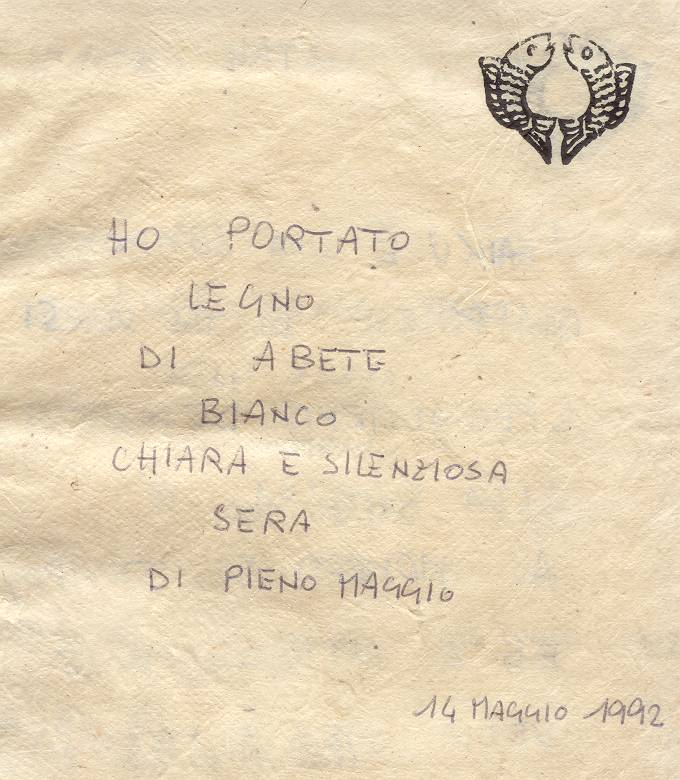 HO PORTATO
LEGNO
DI ABETE
BIANCO
CHIARA E SILENZIOSA
SERA
DI PIENO MAGGIO
14 MAGGIO 1992